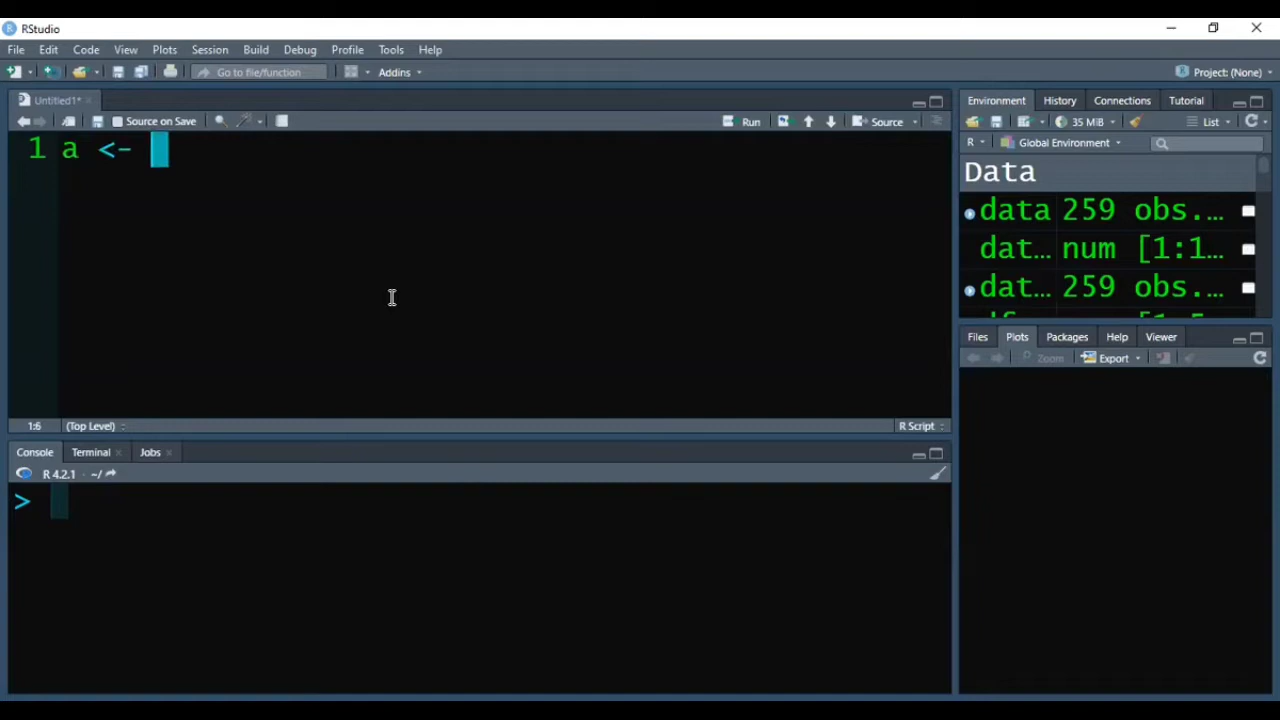 RStudio
File Edit Code View Plots Session Build Debug Profile Tools Help
Go to file/function Addins Project: (None)
Untitled1*
Source on Save Run Source
1 a <-
1:6 (Top Level) R Script
Console Terminal Jobs
R 4.2.1 · ~/
>
Environment History Connections Tutorial
35 MiB List
R Global Environment
Data
data 259 obs.…
dat… num [1:1…
dat… 259 obs.…
Files Plots Packages Help Viewer
Zoom Export